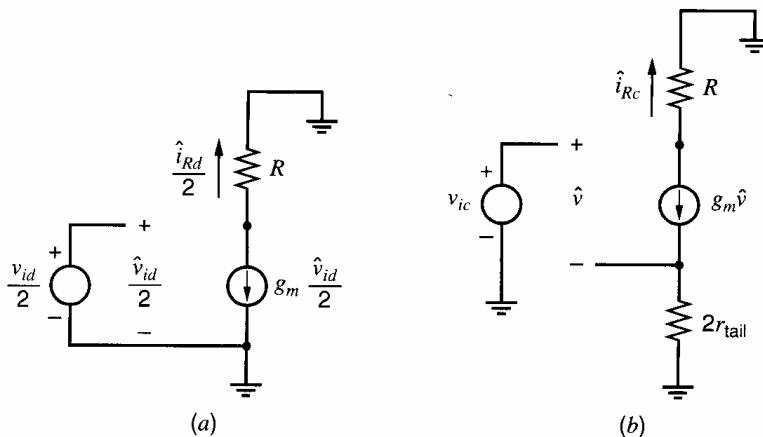 î_Rd/2
R
v_id/2
+
−
+
v̂_id/2
−
g_m v̂_id/2
(a)
î_Rc
R
v_ic
+
−
+
v̂
−
g_m v̂
2r_tail
(b)